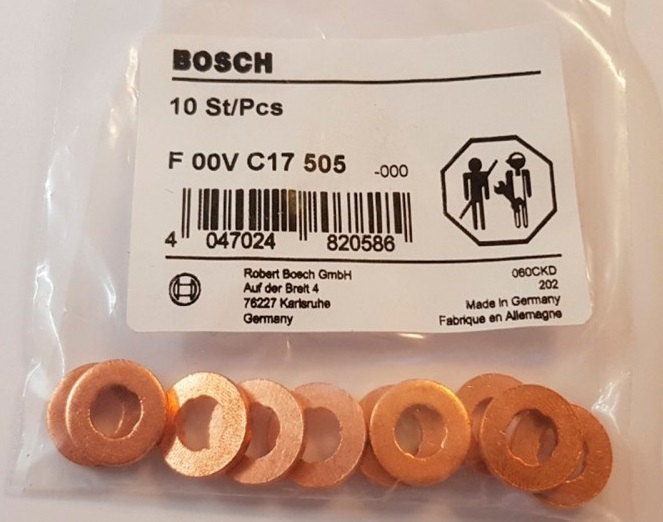 BOSCH
10 St/Pcs
F 00V C17 505 -000
4 047024 820586
Robert Bosch GmbH
Auf der Breit 4
76227 Karlsruhe
Germany
060CKD
202
Made in Germany
Fabrique en Allemagne